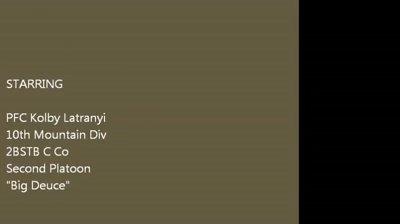 STARRING
PFC Kolby Latranyi
10th Mountain Div
2BSTB C Co
Second Platoon
"Big Deuce"